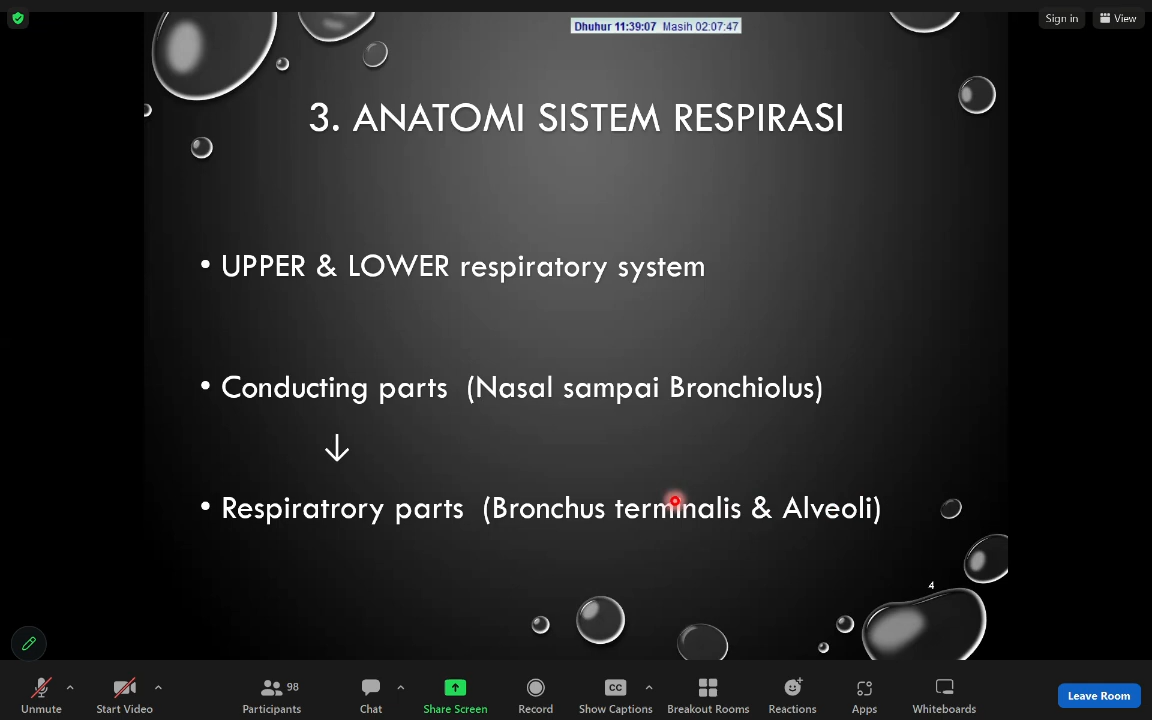 Dhuhur 11:39:07 Masih 02:07:47
Sign in
View
3. ANATOMI SISTEM RESPIRASI
• UPPER & LOWER respiratory system
• Conducting parts (Nasal sampai Bronchiolus)
↓
• Respiratrory parts (Bronchus terminalis & Alveoli)
4
98
CC
Unmute
Start Video
Participants
Chat
Share Screen
Record
Show Captions
Breakout Rooms
Reactions
Apps
Whiteboards
Leave Room